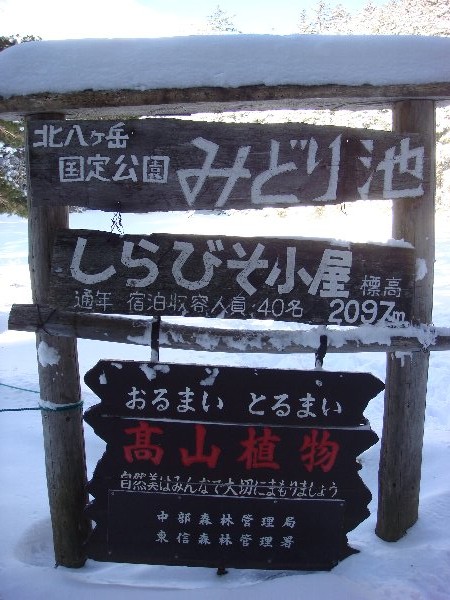 北八ヶ岳
国定公園 みどり池
しらびそ小屋 標高
通年 宿泊収容人員・40名 2097m
おるまい とるまい
高山植物
自然美はみんなで大切にまもりましょう
中部森林管理局
東信森林管理署